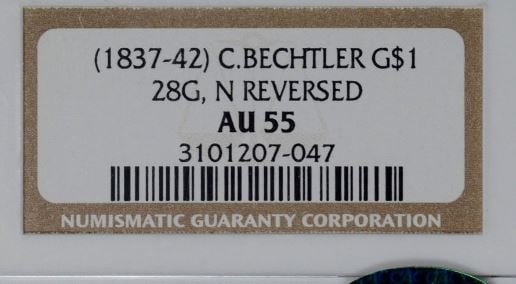 (1837-42) C.BECHTLER G$1
28G, N REVERSED
AU 55
3101207-047
NUMISMATIC GUARANTY CORPORATION